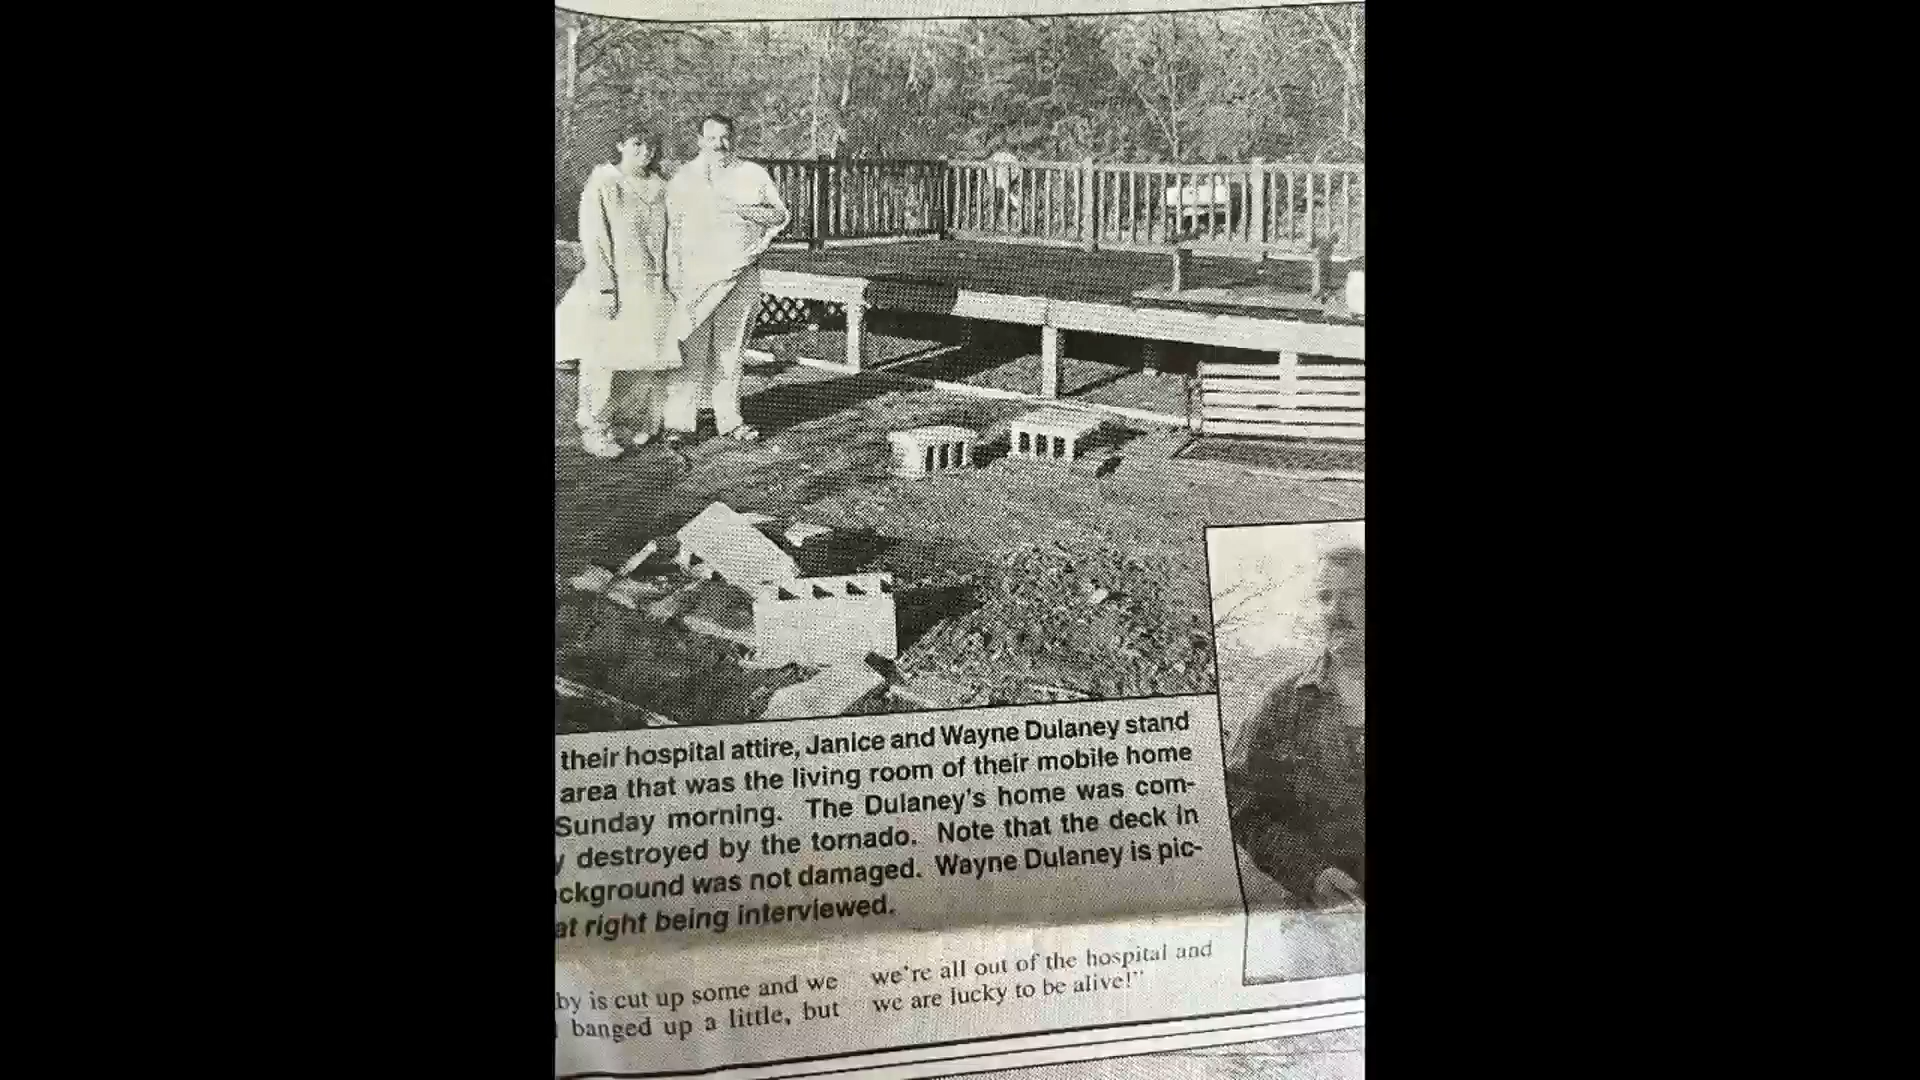 their hospital attire, Janice and Wayne Dulaney stand
area that was the living room of their mobile home
Sunday morning. The Dulaney's home was com-
y destroyed by the tornado. Note that the deck in
ckground was not damaged. Wayne Dulaney is pic-
at right being interviewed.
by is cut up some and we
banged up a little, but
we're all out of the hospital and
we are lucky to be alive!"